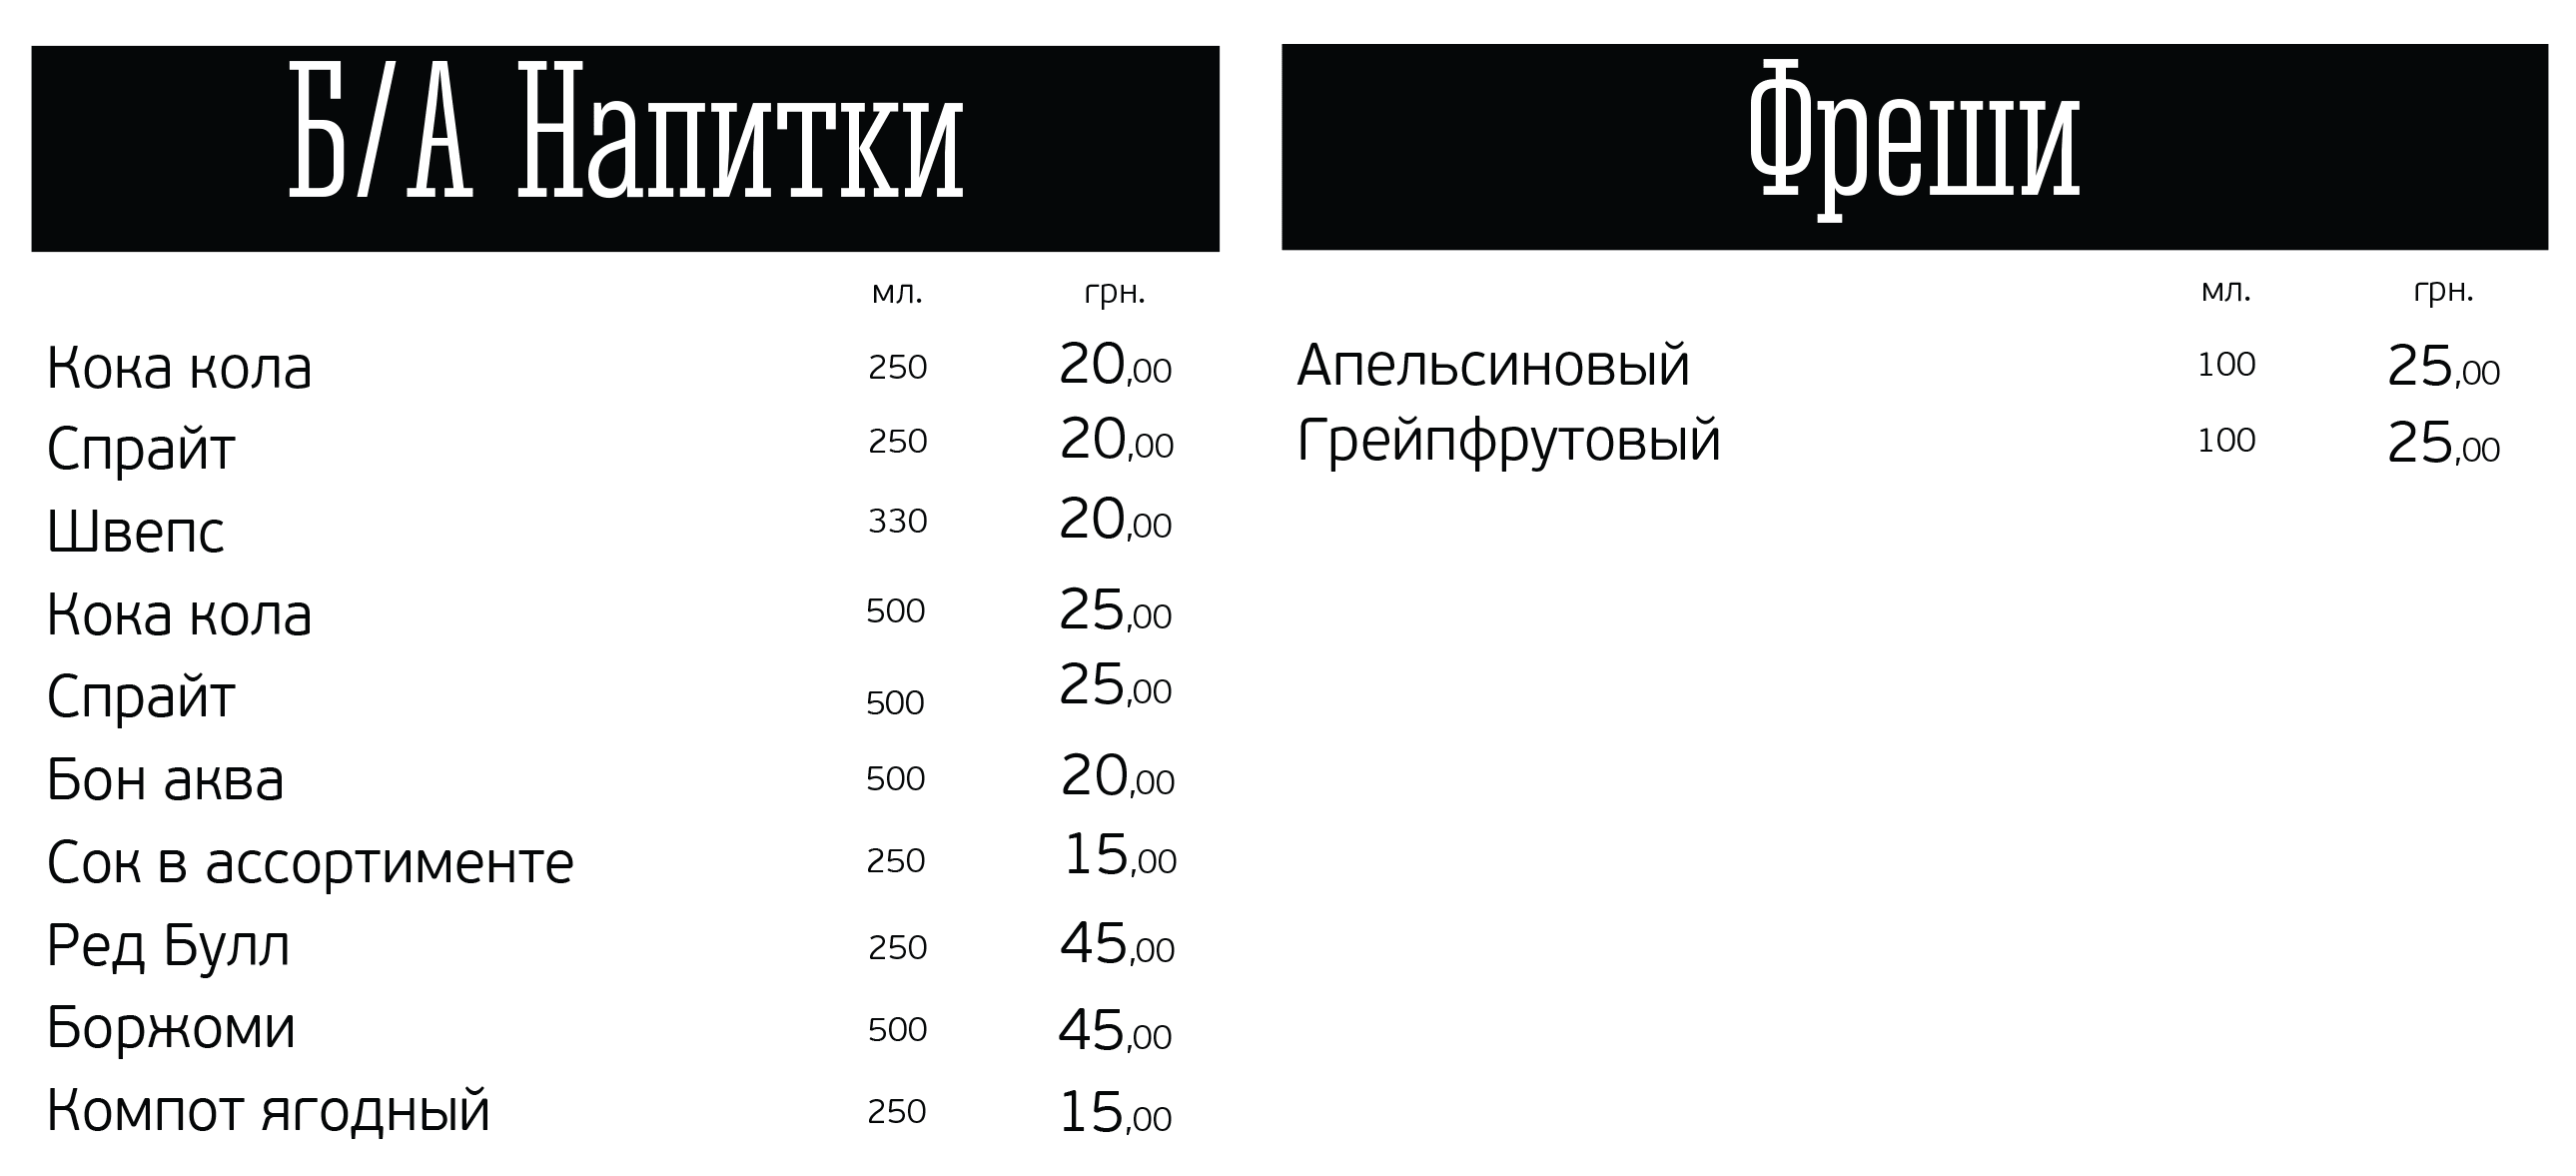 Б/А Напитки
мл. грн.
Кока кола 250 20,00
Спрайт 250 20,00
Швепс 330 20,00
Кока кола 500 25,00
Спрайт 500 25,00
Бон аква 500 20,00
Сок в ассортименте 250 15,00
Ред Булл 250 45,00
Боржоми 500 45,00
Компот ягодный 250 15,00
Фреши
мл. грн.
Апельсиновый 100 25,00
Грейпфрутовый 100 25,00